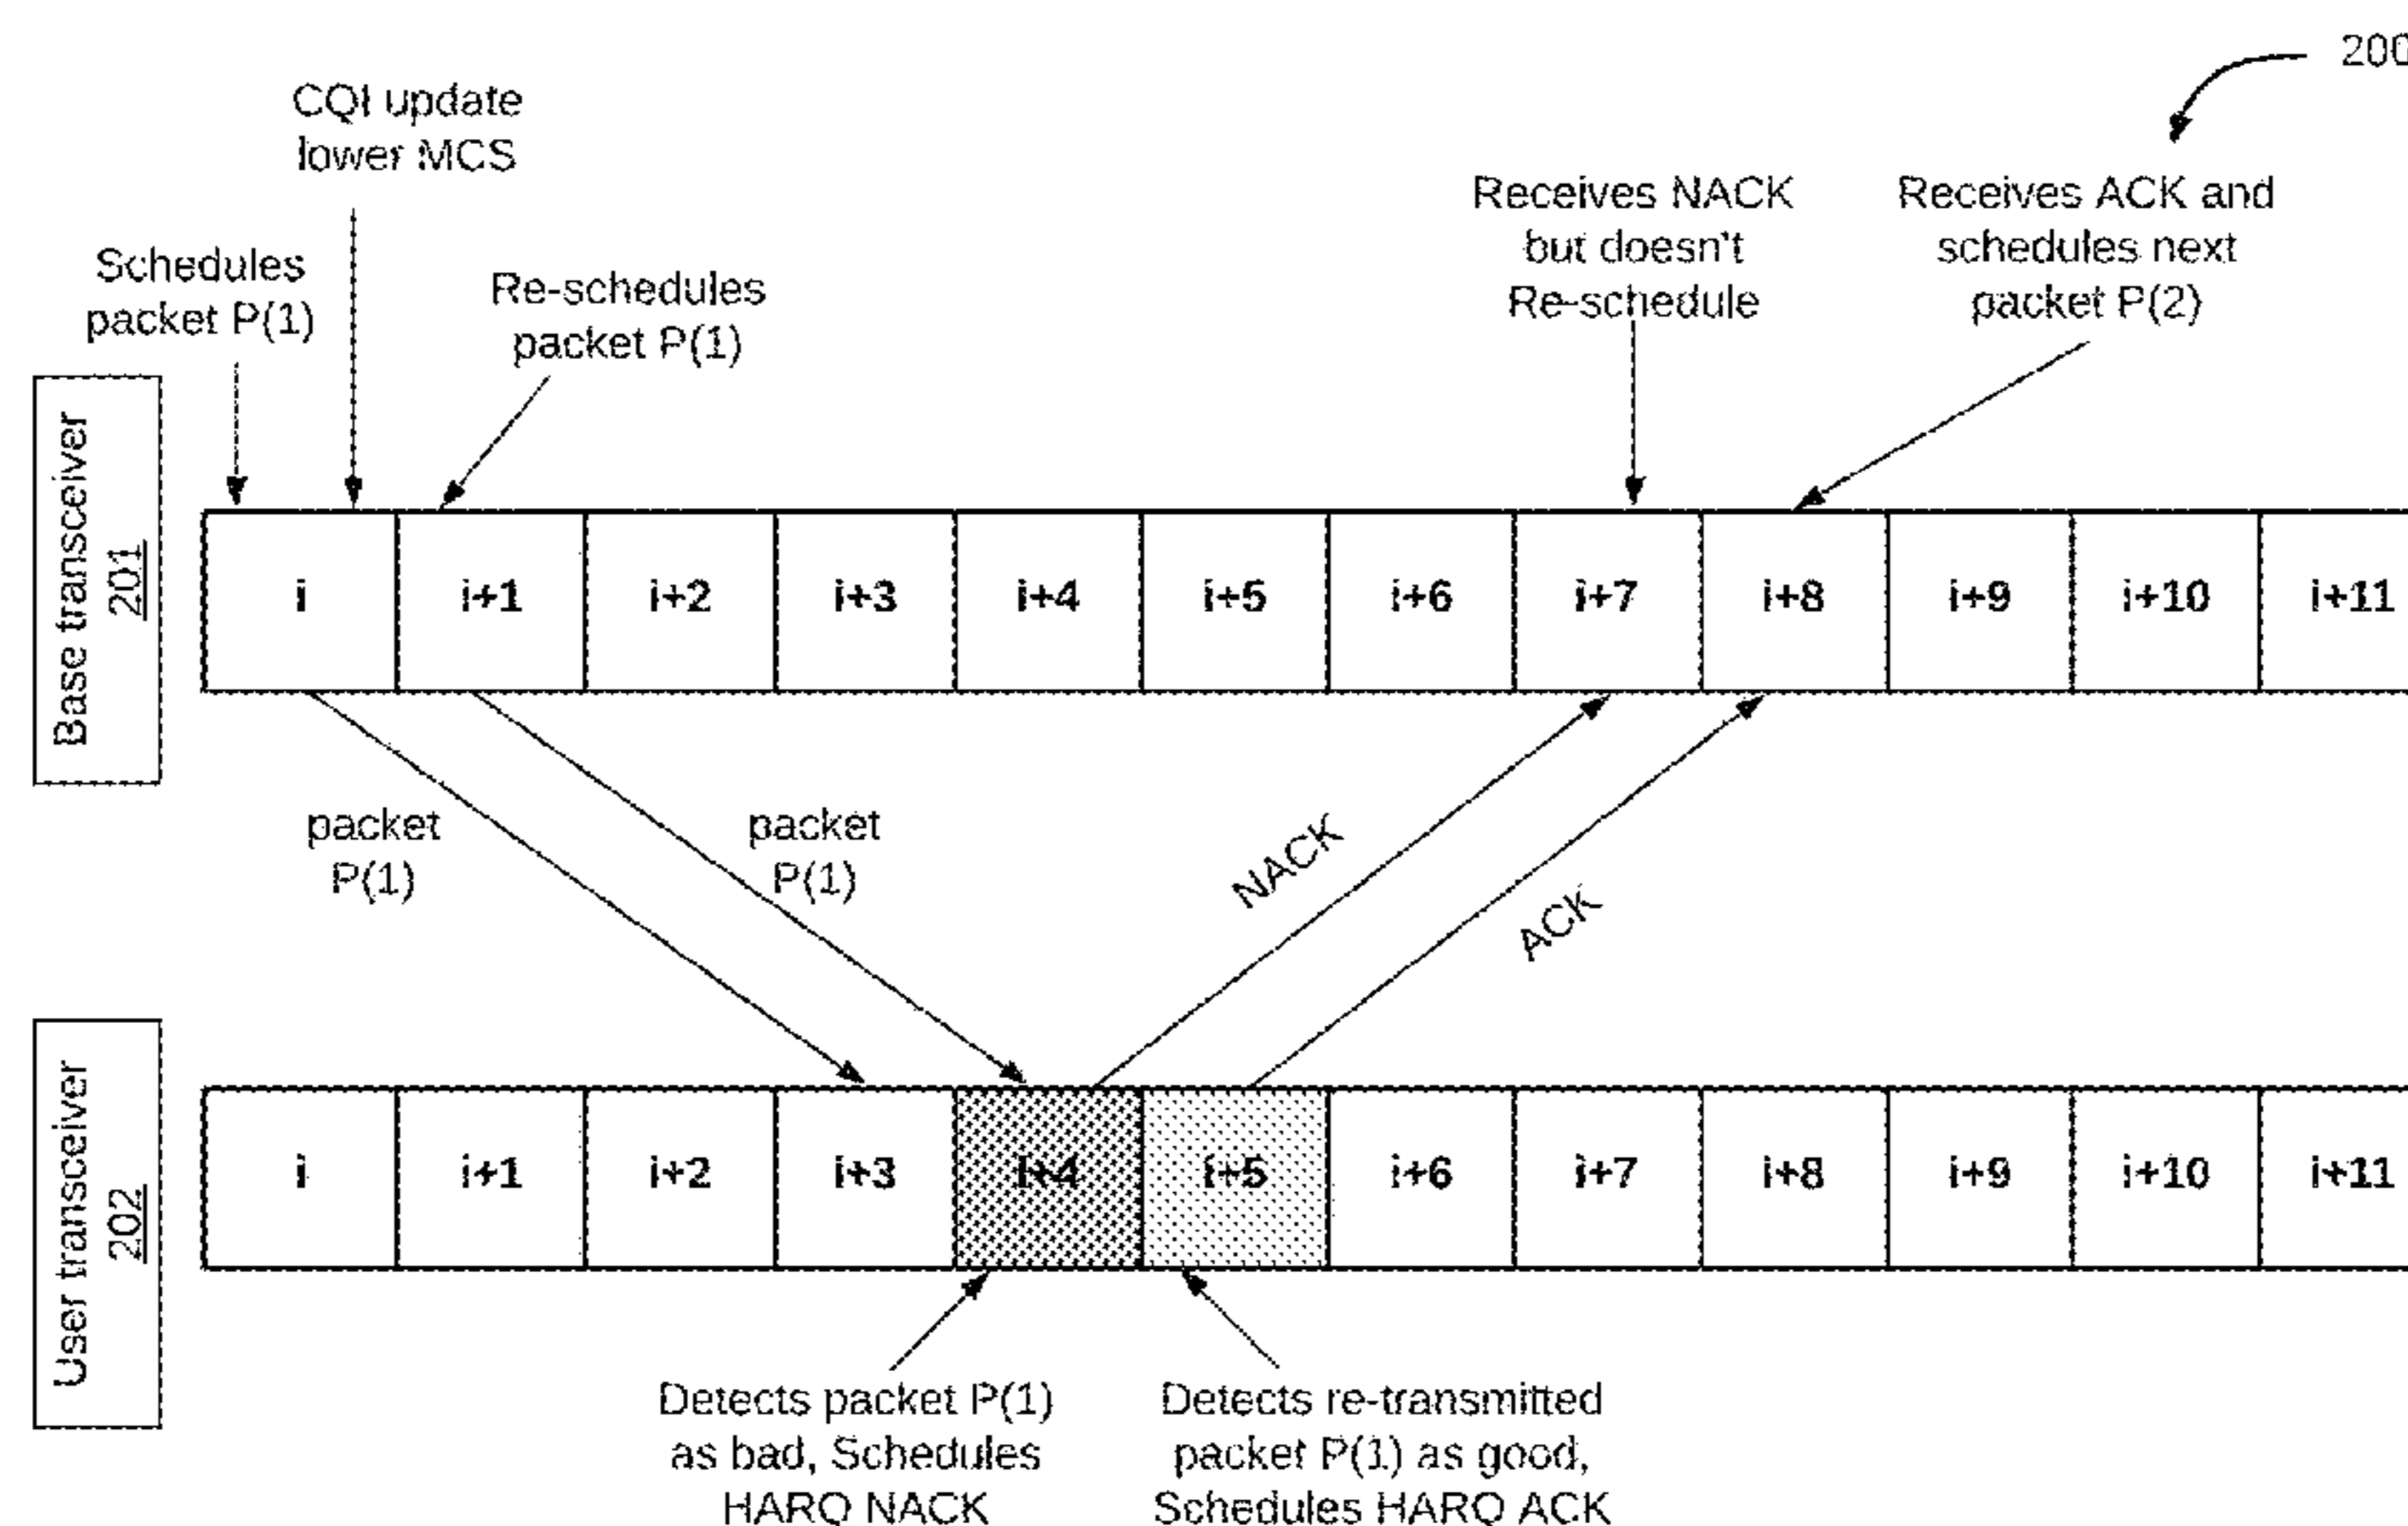 200
CQI update
lower MCS
Schedules
packet P(1)
Re-schedules
packet P(1)
Receives NACK
but doesn't
Re-schedule
Receives ACK and
schedules next
packet P(2)
Base transceiver
201
i
i+1
i+2
i+3
i+4
i+5
i+6
i+7
i+8
i+9
i+10
i+11
packet
P(1)
packet
P(1)
NACK
ACK
User transceiver
202
i
i+1
i+2
i+3
i+4
i+5
i+6
i+7
i+8
i+9
i+10
i+11
Detects packet P(1)
as bad, Schedules
HARQ NACK
Detects re-transmitted
packet P(1) as good,
Schedules HARQ ACK